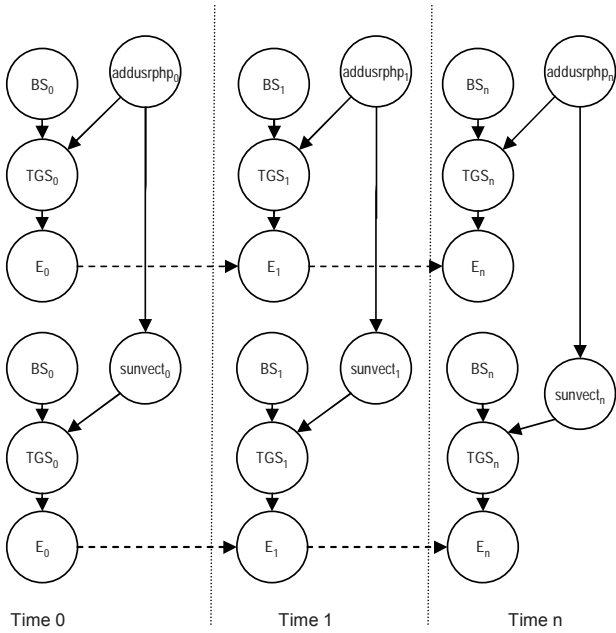 BS₀
addusrphp₀
BS₁
addusrphp₁
BSₙ
addusrphpₙ
TGS₀
TGS₁
TGSₙ
E₀
E₁
Eₙ
BS₀
sunvect₀
BS₁
sunvect₁
BSₙ
sunvectₙ
TGS₀
TGS₁
TGSₙ
E₀
E₁
Eₙ
Time 0
Time 1
Time n